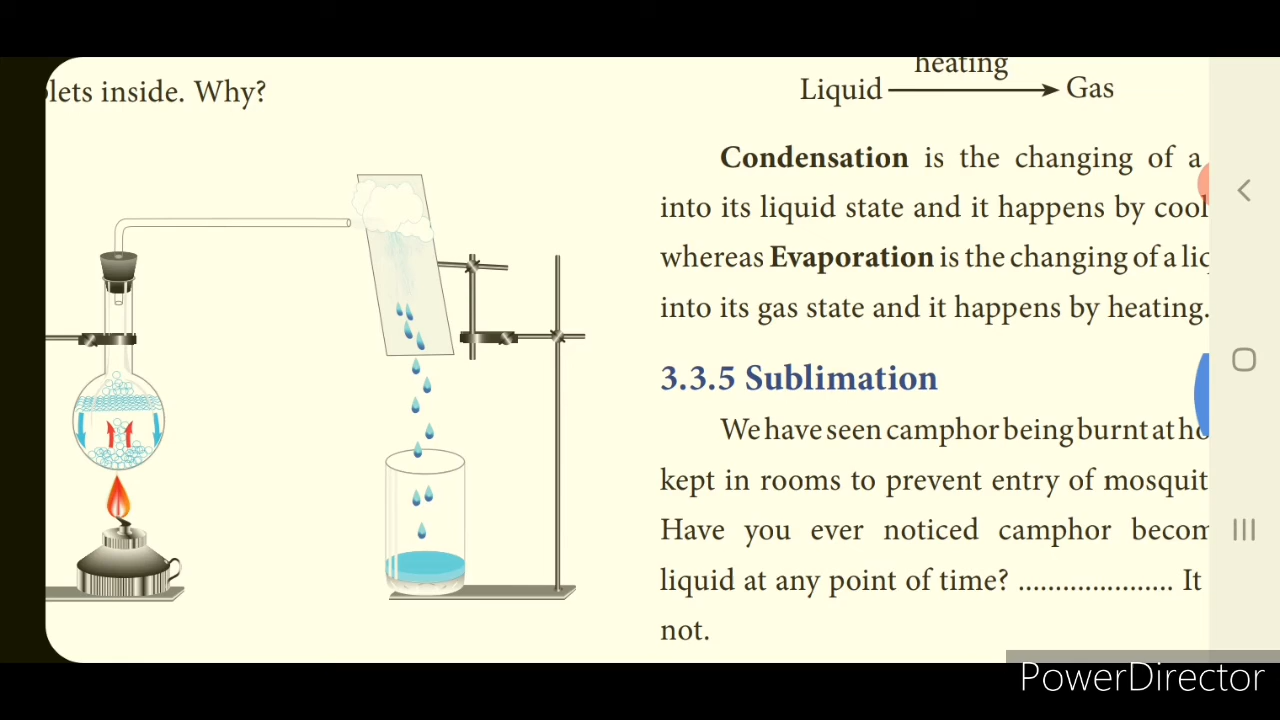 lets inside. Why?
heating
Liquid Gas
Condensation is the changing of a
into its liquid state and it happens by cool
whereas Evaporation is the changing of a liq
into its gas state and it happens by heating.
3.3.5 Sublimation
We have seen camphor being burnt at ho
kept in rooms to prevent entry of mosquit
Have you ever noticed camphor becom
liquid at any point of time? ..................... It
not.
PowerDirector